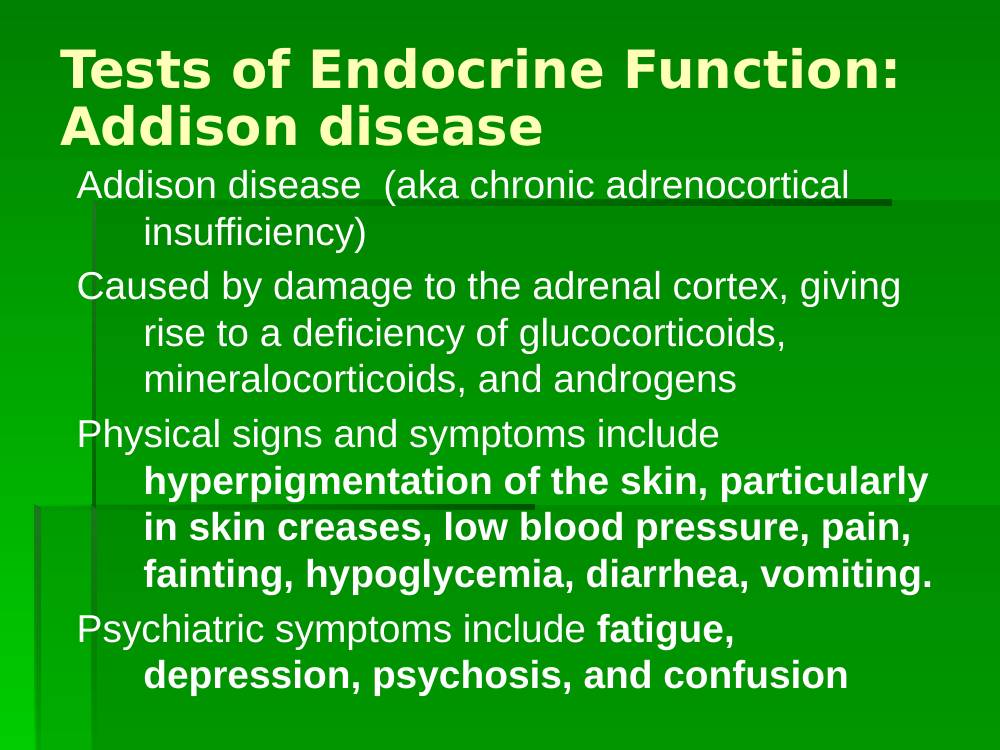 Tests of Endocrine Function:
Addison disease
Addison disease  (aka chronic adrenocortical
insufficiency)
Caused by damage to the adrenal cortex, giving
rise to a deficiency of glucocorticoids,
mineralocorticoids, and androgens
Physical signs and symptoms include
hyperpigmentation of the skin, particularly
in skin creases, low blood pressure, pain,
fainting, hypoglycemia, diarrhea, vomiting.
Psychiatric symptoms include fatigue,
depression, psychosis, and confusion